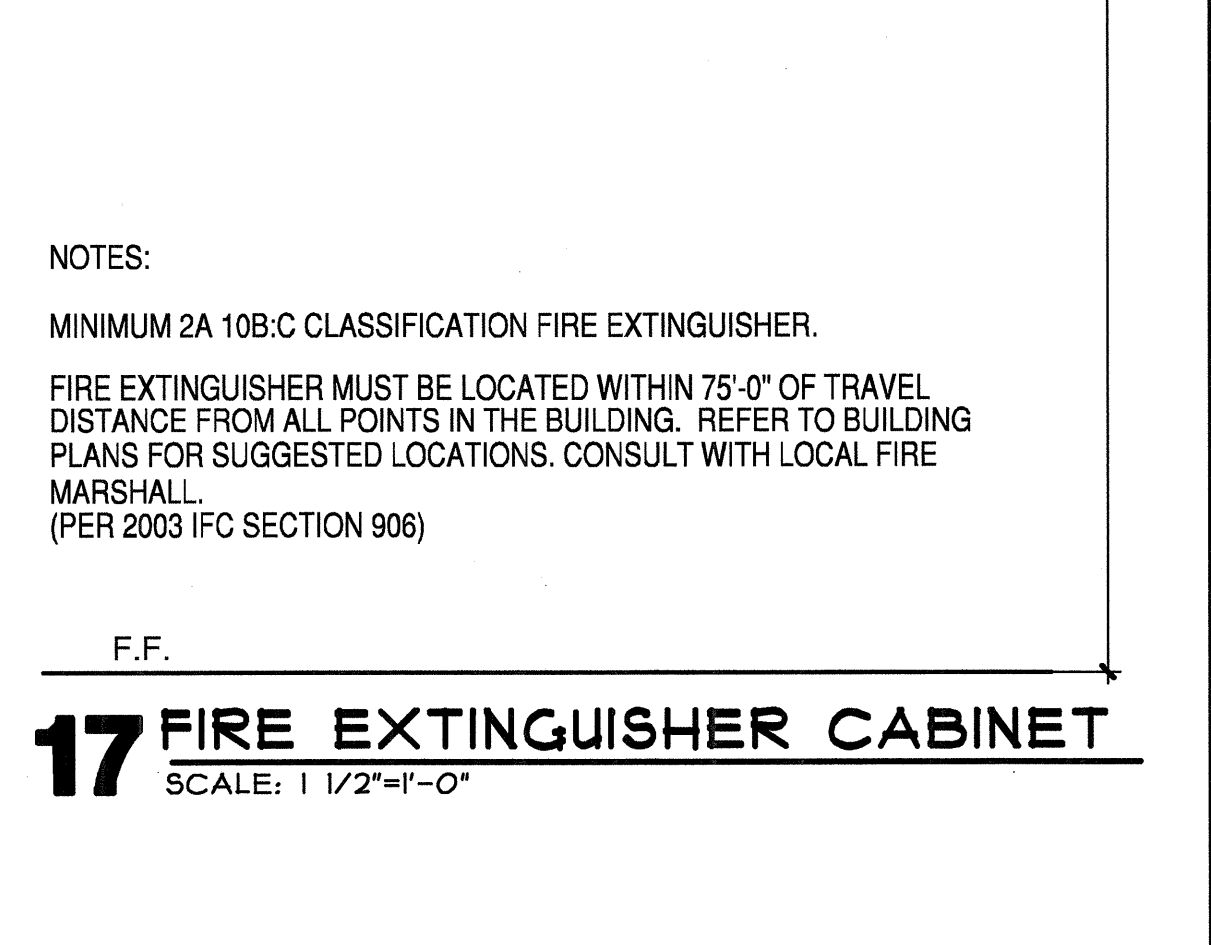 NOTES:
MINIMUM 2A 10B:C CLASSIFICATION FIRE EXTINGUISHER.
FIRE EXTINGUISHER MUST BE LOCATED WITHIN 75'-0" OF TRAVEL
DISTANCE FROM ALL POINTS IN THE BUILDING. REFER TO BUILDING
PLANS FOR SUGGESTED LOCATIONS. CONSULT WITH LOCAL FIRE
MARSHALL.
(PER 2003 IFC SECTION 906)
F.F.
17 FIRE EXTINGUISHER CABINET
SCALE: 1 1/2"=1'-0"